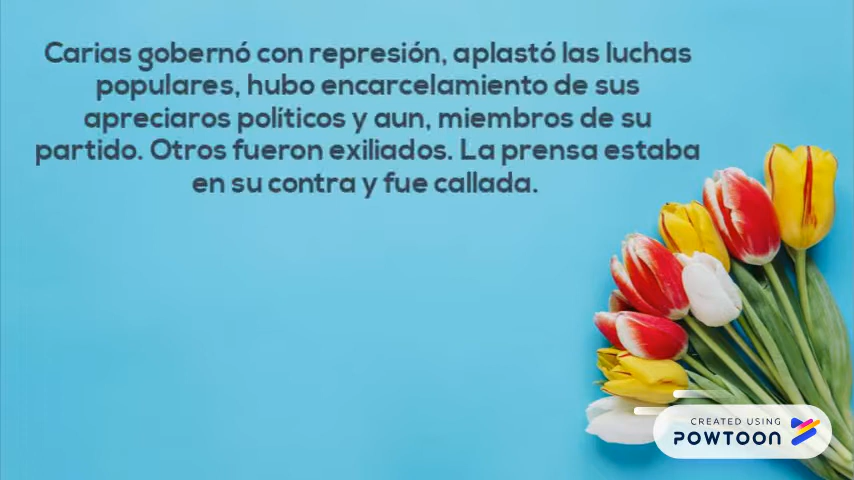 Carias gobernó con represión, aplastó las luchas
populares, hubo encarcelamiento de sus
apreciaros políticos y aun, miembros de su
partido. Otros fueron exiliados. La prensa estaba
en su contra y fue callada.
CREATED USING
POWTOON